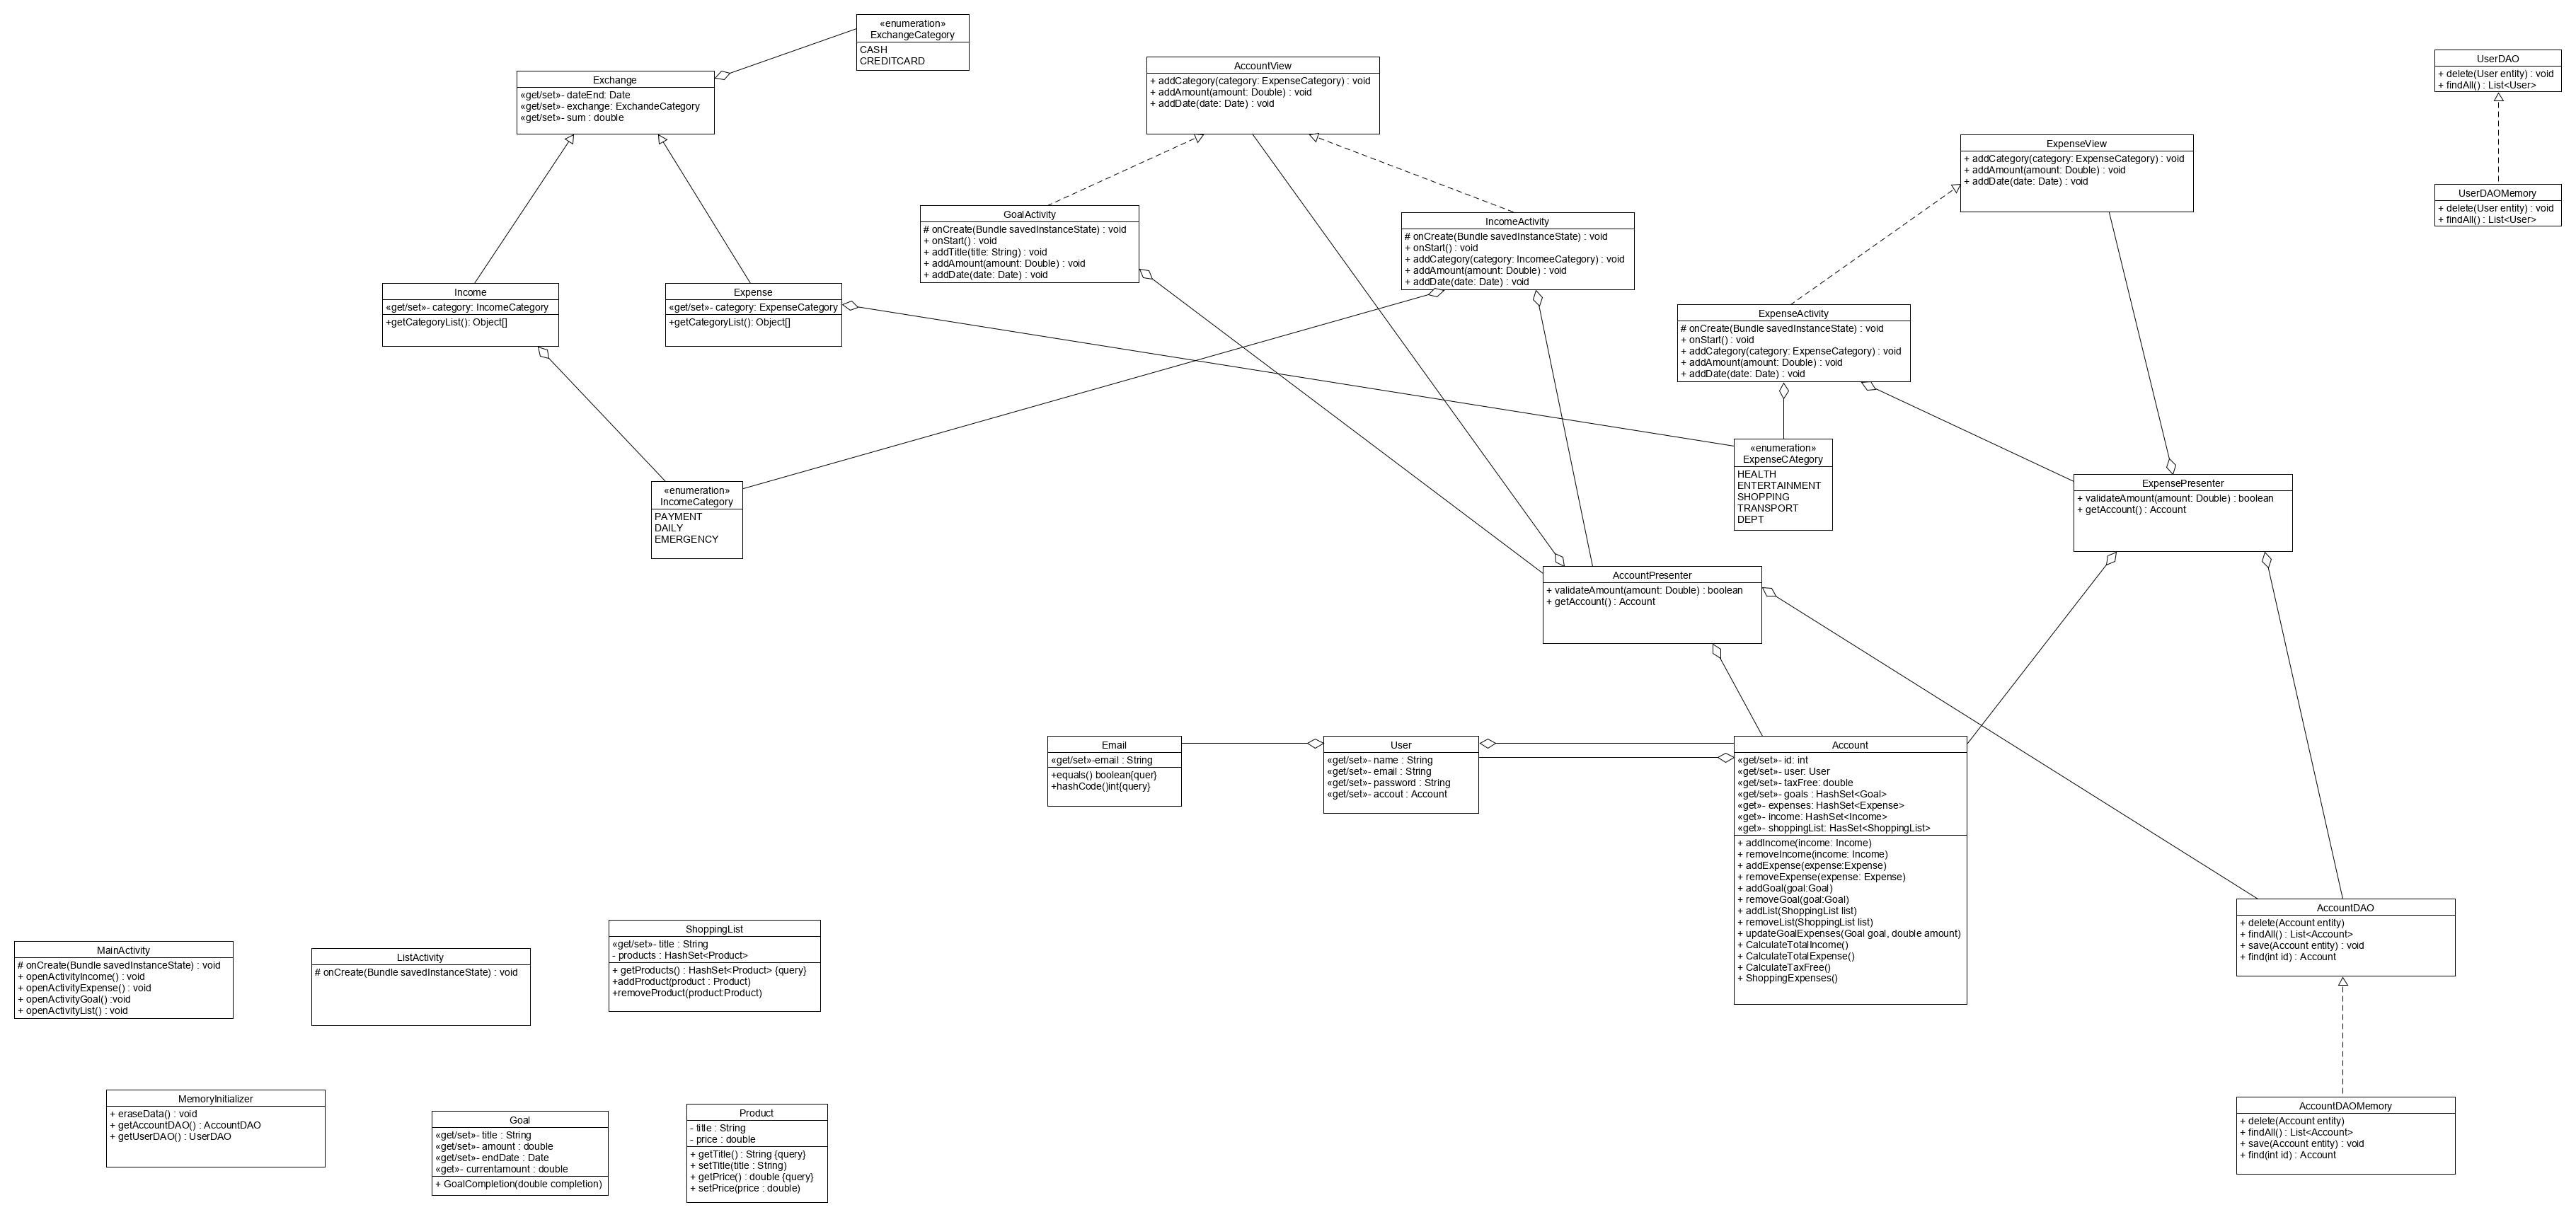 «enumeration»
ExchangeCategory
CASH
CREDITCARD
Exchange
«get/set»- dateEnd: Date
«get/set»- exchange: ExchandeCategory
«get/set»- sum : double
AccountView
+ addCategory(category: ExpenseCategory) : void
+ addAmount(amount: Double) : void
+ addDate(date: Date) : void
UserDAO
+ delete(User entity) : void
+ findAll() : List<User>
ExpenseView
+ addCategory(category: ExpenseCategory) : void
+ addAmount(amount: Double) : void
+ addDate(date: Date) : void
UserDAOMemory
+ delete(User entity) : void
+ findAll() : List<User>
GoalActivity
# onCreate(Bundle savedInstanceState) : void
+ onStart() : void
+ addTitle(title: String) : void
+ addAmount(amount: Double) : void
+ addDate(date: Date) : void
IncomeActivity
# onCreate(Bundle savedInstanceState) : void
+ onStart() : void
+ addCategory(category: IncomeeCategory) : void
+ addAmount(amount: Double) : void
+ addDate(date: Date) : void
Income
«get/set»- category: IncomeCategory
+getCategoryList(): Object[]
Expense
«get/set»- category: ExpenseCategory
+getCategoryList(): Object[]
ExpenseActivity
# onCreate(Bundle savedInstanceState) : void
+ onStart() : void
+ addCategory(category: ExpenseCategory) : void
+ addAmount(amount: Double) : void
+ addDate(date: Date) : void
«enumeration»
ExpenseCAtegory
HEALTH
ENTERTAINMENT
SHOPPING
TRANSPORT
DEPT
«enumeration»
IncomeCategory
PAYMENT
DAILY
EMERGENCY
ExpensePresenter
+ validateAmount(amount: Double) : boolean
+ getAccount() : Account
AccountPresenter
+ validateAmount(amount: Double) : boolean
+ getAccount() : Account
Email
«get/set»-email : String
+equals() boolean{quer}
+hashCode()int{query}
User
«get/set»- name : String
«get/set»- email : String
«get/set»- password : String
«get/set»- accout : Account
Account
«get/set»- id: int
«get/set»- user: User
«get/set»- taxFree: double
«get/set»- goals : HashSet<Goal>
«get»- expenses: HashSet<Expense>
«get»- income: HashSet<Income>
«get»- shoppingList: HasSet<ShoppingList>
+ addIncome(income: Income)
+ removeIncome(income: Income)
+ addExpense(expense:Expense)
+ removeExpense(expense: Expense)
+ addGoal(goal:Goal)
+ removeGoal(goal:Goal)
+ addList(ShoppingList list)
+ removeList(ShoppingList list)
+ updateGoalExpenses(Goal goal, double amount)
+ CalculateTotalIncome()
+ CalculateTotalExpense()
+ CalculateTaxFree()
+ ShoppingExpenses()
AccountDAO
+ delete(Account entity)
+ findAll() : List<Account>
+ save(Account entity) : void
+ find(int id) : Account
MainActivity
# onCreate(Bundle savedInstanceState) : void
+ openActivityIncome() : void
+ openActivityExpense() : void
+ openActivityGoal() :void
+ openActivityList() : void
ListActivity
# onCreate(Bundle savedInstanceState) : void
ShoppingList
«get/set»- title : String
- products : HashSet<Product>
+ getProducts() : HashSet<Product> {query}
+addProduct(product : Product)
+removeProduct(product:Product)
MemoryInitializer
+ eraseData() : void
+ getAccountDAO() : AccountDAO
+ getUserDAO() : UserDAO
Goal
«get/set»- title : String
«get/set»- amount : double
«get/set»- endDate : Date
«get»- currentamount : double
+ GoalCompletion(double completion)
Product
- title : String
- price : double
+ getTitle() : String {query}
+ setTitle(title : String)
+ getPrice() : double {query}
+ setPrice(price : double)
AccountDAOMemory
+ delete(Account entity)
+ findAll() : List<Account>
+ save(Account entity) : void
+ find(int id) : Account